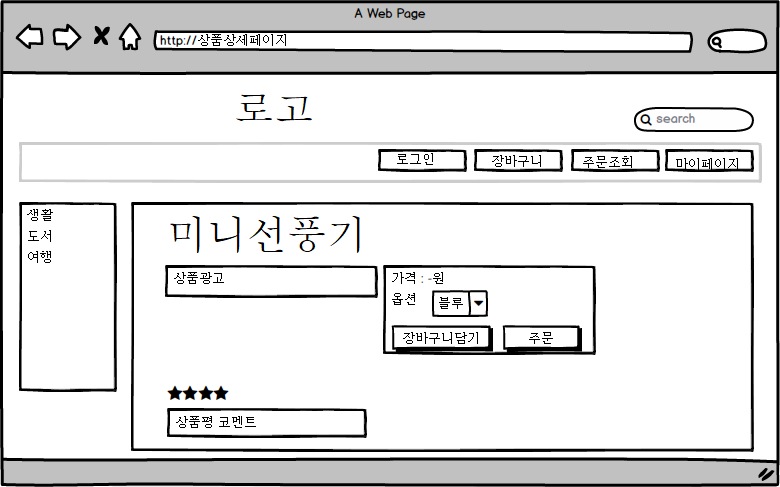 A Web Page
http://상품상세페이지
로고
search
로그인
장바구니
주문조회
마이페이지
생활
도서
여행
미니선풍기
상품광고
가격 : -원
옵션
블루
장바구니담기
주문
상품평 코멘트